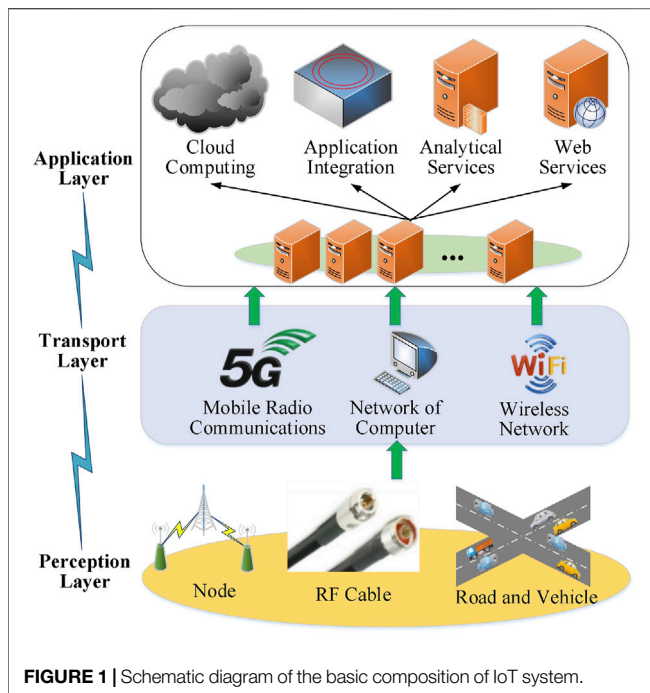 Cloud
Computing
Application
Integration
Analytical
Services
Web
Services
Application
Layer
...
Transport
Layer
5G
Mobile Radio
Communications
Network of
Computer
WiFi
Wireless
Network
Perception
Layer
Node
RF Cable
Road and Vehicle
FIGURE 1 | Schematic diagram of the basic composition of IoT system.